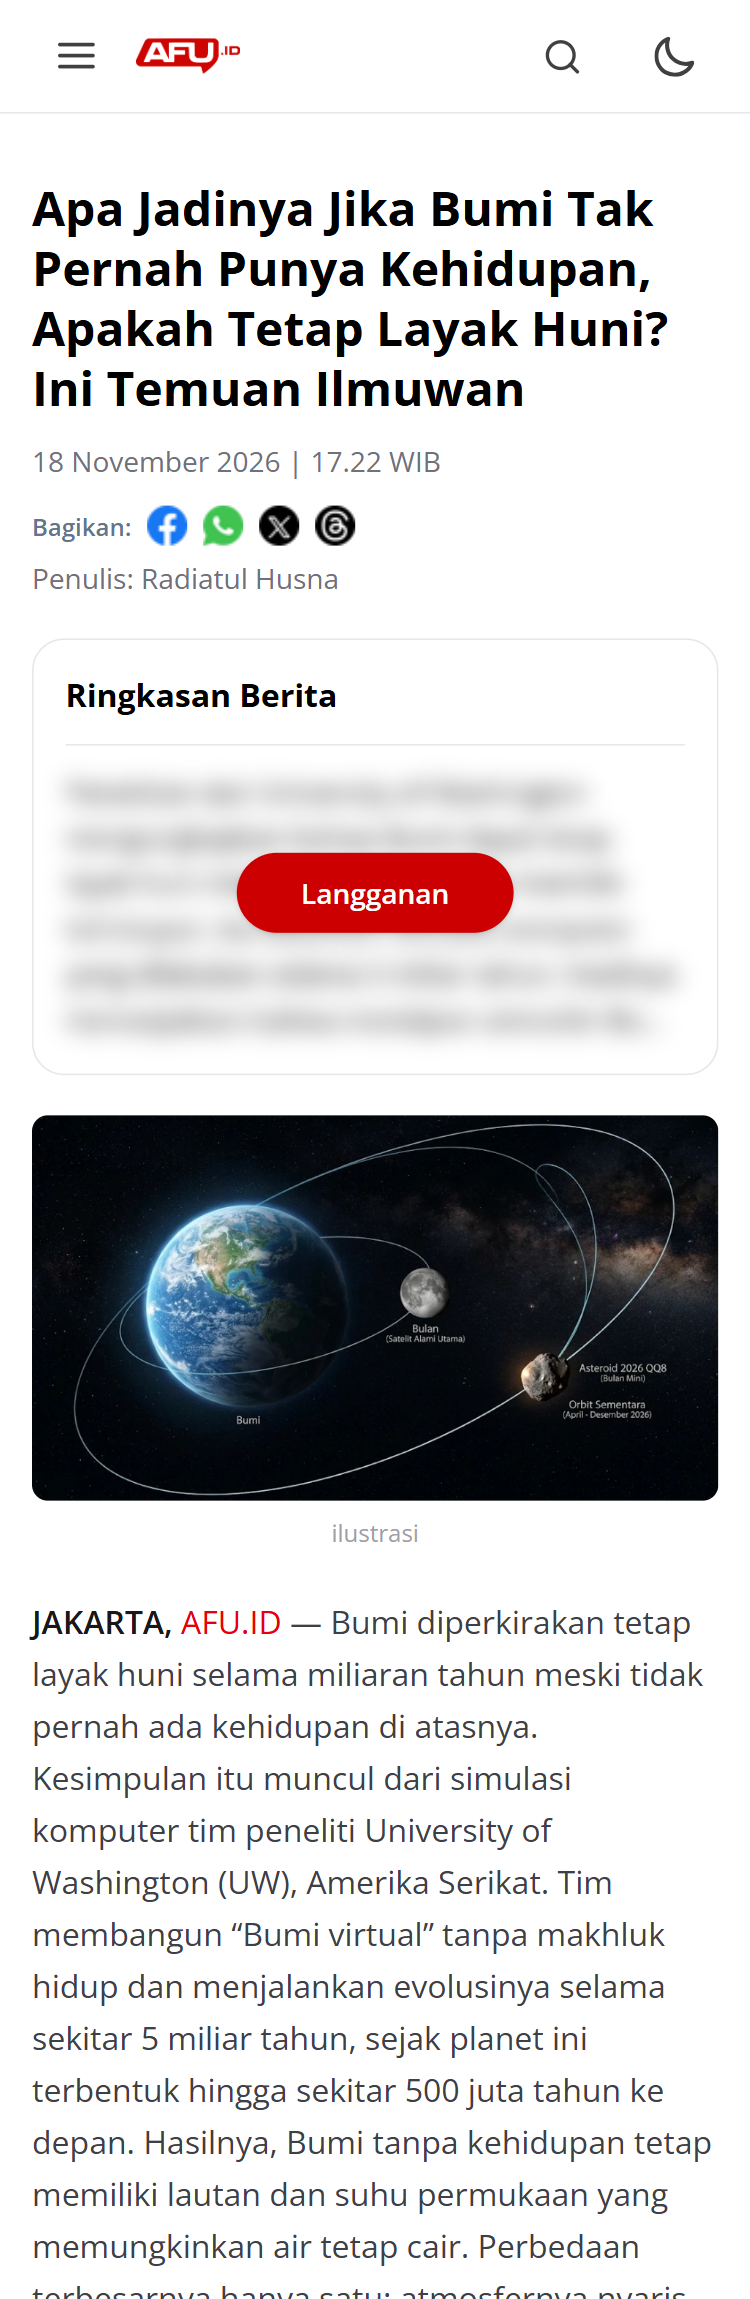 AFU.ID
Apa Jadinya Jika Bumi Tak
Pernah Punya Kehidupan,
Apakah Tetap Layak Huni?
Ini Temuan Ilmuwan
18 November 2026 | 17.22 WIB
Bagikan:
Penulis: Radiatul Husna
Ringkasan Berita
Langganan
Bulan
(Satelit Alami Utama)
Asteroid 2026 QQ8
(Bulan Mini)
Orbit Sementara
(April - Desember 2026)
Bumi
ilustrasi
JAKARTA, AFU.ID — Bumi diperkirakan tetap
layak huni selama miliaran tahun meski tidak
pernah ada kehidupan di atasnya.
Kesimpulan itu muncul dari simulasi
komputer tim peneliti University of
Washington (UW), Amerika Serikat. Tim
membangun “Bumi virtual” tanpa makhluk
hidup dan menjalankan evolusinya selama
sekitar 5 miliar tahun, sejak planet ini
terbentuk hingga sekitar 500 juta tahun ke
depan. Hasilnya, Bumi tanpa kehidupan tetap
memiliki lautan dan suhu permukaan yang
memungkinkan air tetap cair. Perbedaan
terbesarnya hanya satu: atmosfernya nyaris